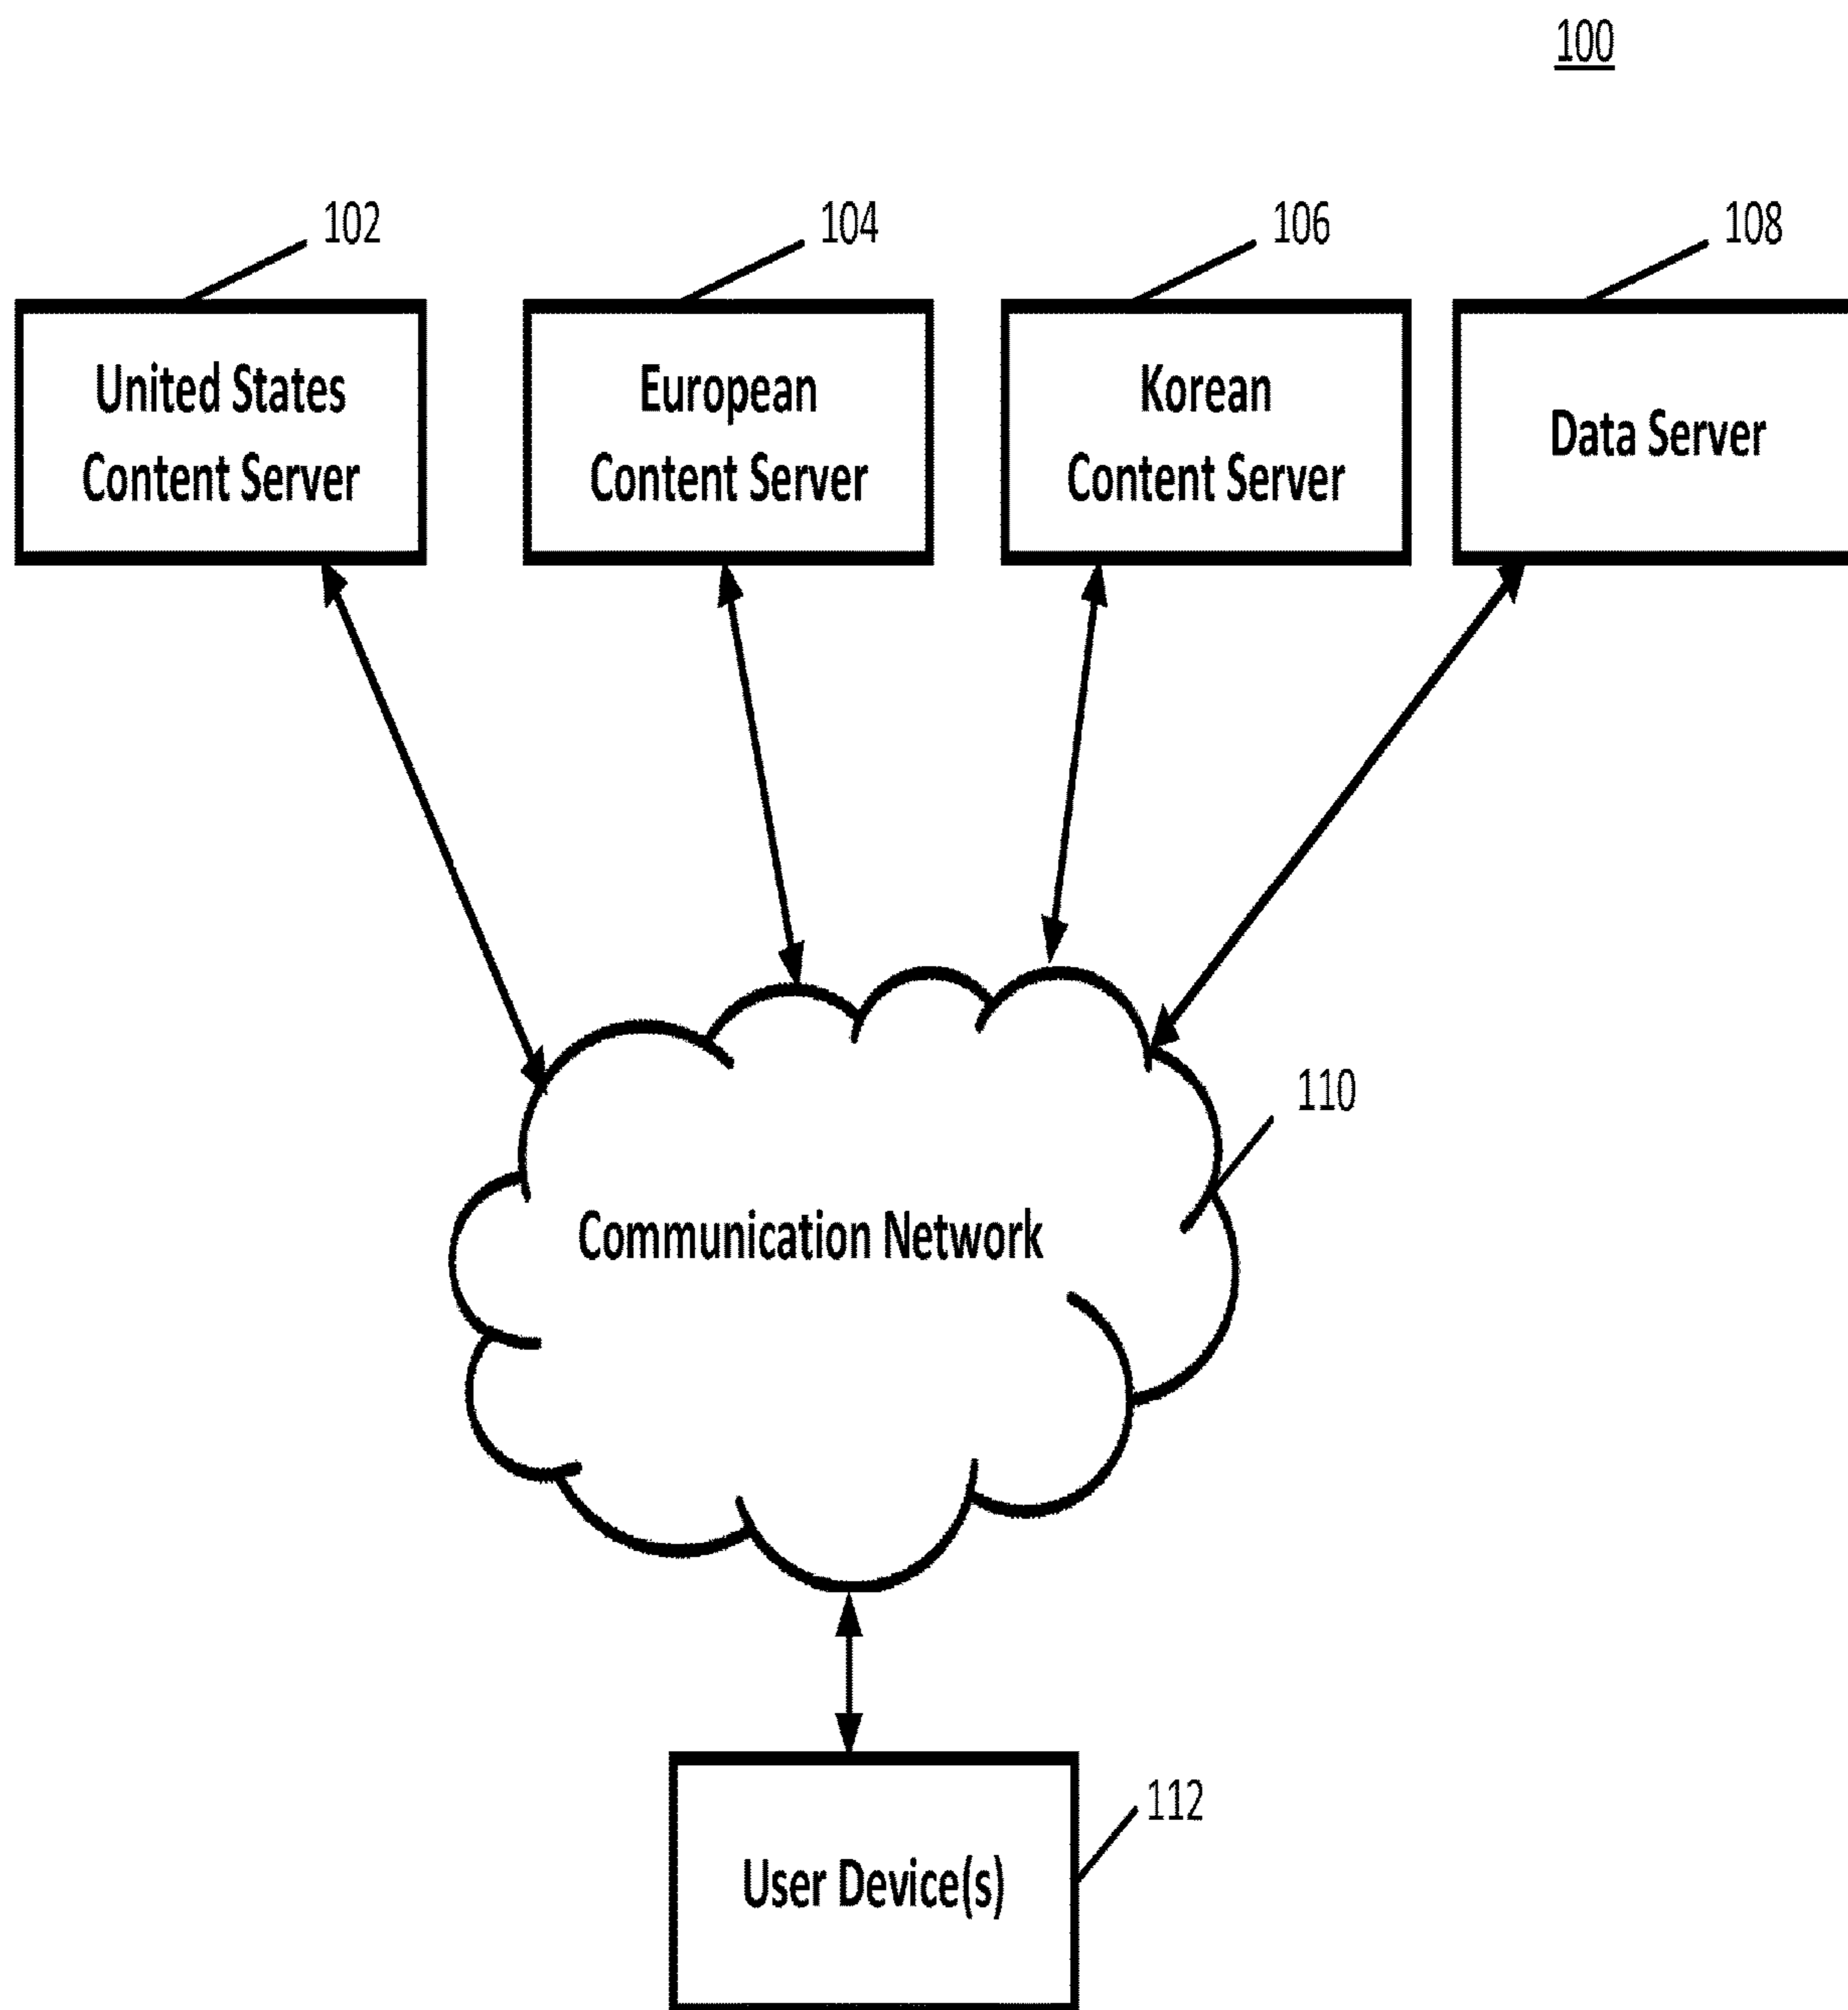 100
102
104
106
108
United States
Content Server
European
Content Server
Korean
Content Server
Data Server
110
Communication Network
112
User Device(s)